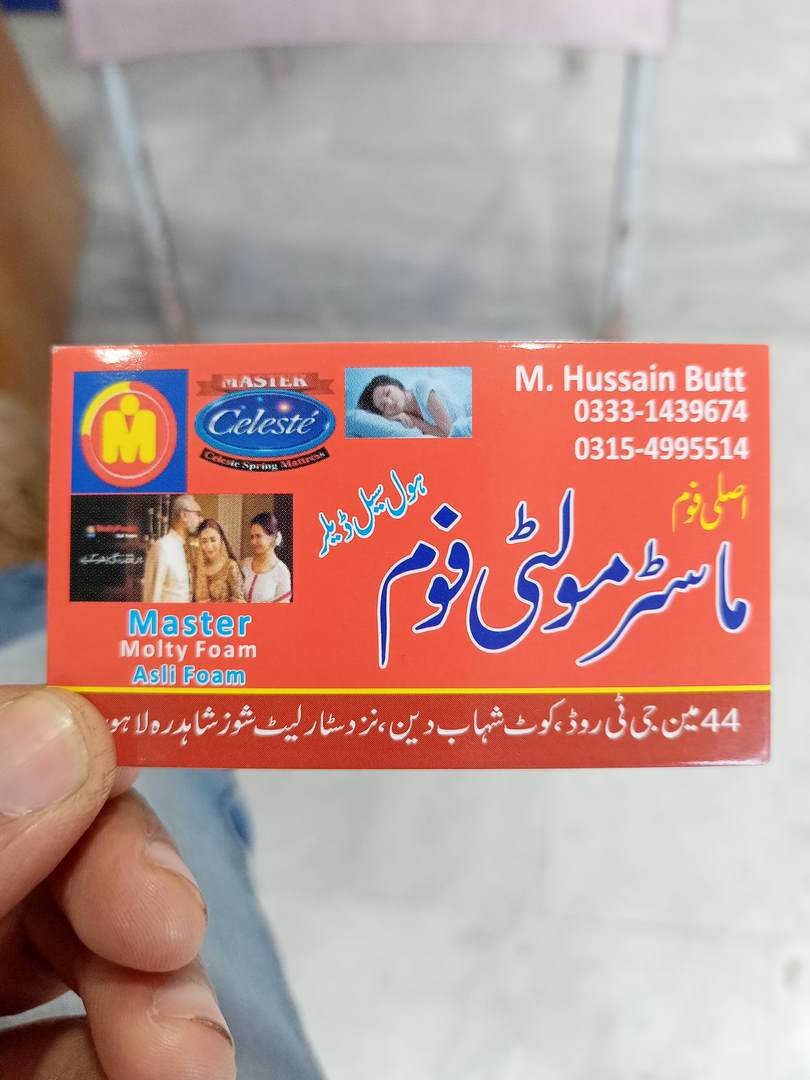 M
MASTER
Celesté
Celeste Spring Mattress
M. Hussain Butt
0333-1439674
0315-4995514
اصلی فوم
ہول سیل ڈیلر
ماسٹر مولٹی فوم
Master
Molty Foam
Asli Foam
44 مین جی ٹی روڈ، کوٹ شہاب دین، نزد سٹار لیٹ شوز شاہدرہ لاہور